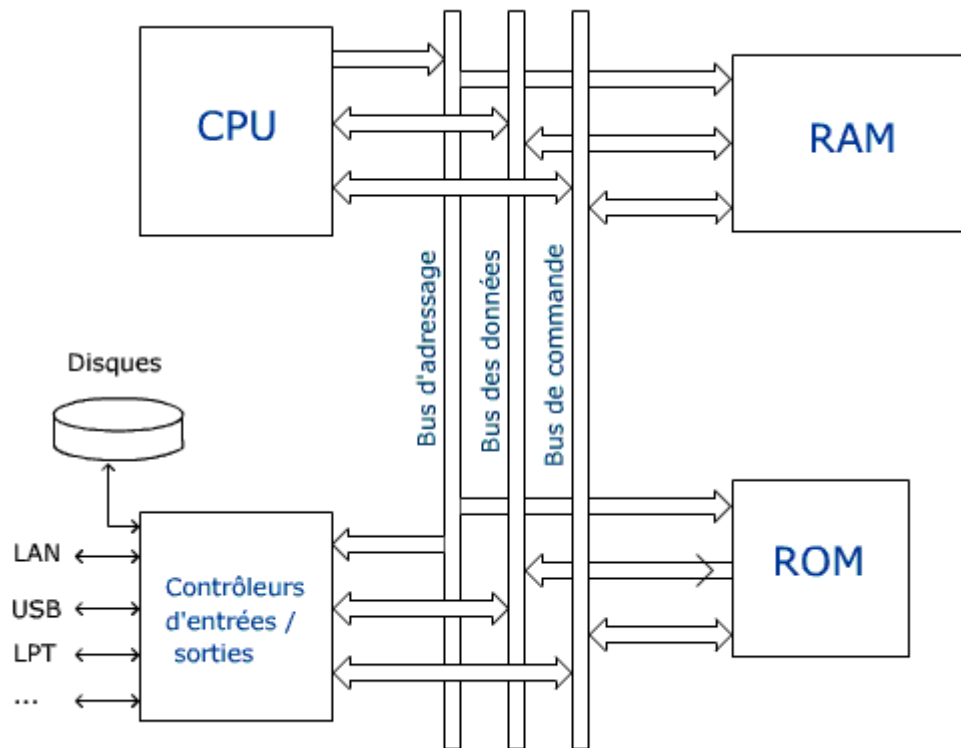 CPU
RAM
Bus d'adressage
Bus des données
Bus de commande
Disques
LAN
USB
LPT
...
Contrôleurs
d'entrées /
sorties
ROM